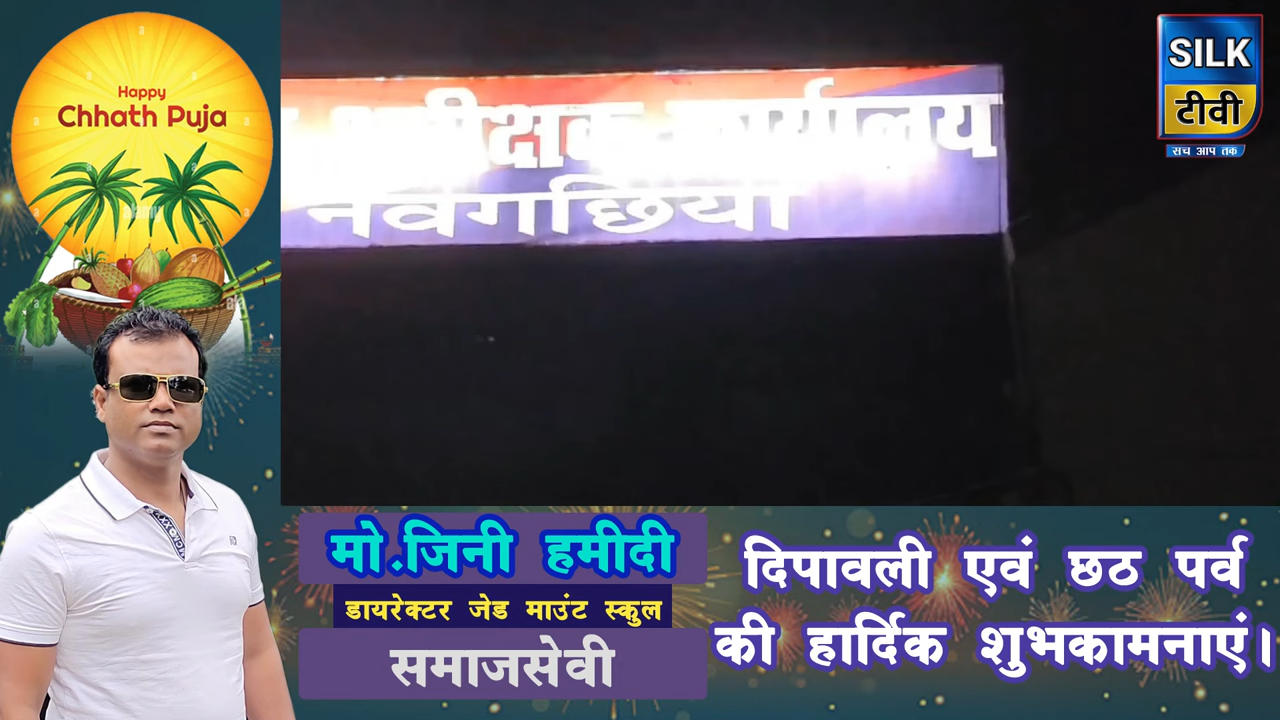 Happy
Chhath Puja
SILK
टीवी
सच आप तक
कार्यालय
नवगछिया
मो.जिनी हमीदी
डायरेक्टर जेड माउंट स्कुल
समाजसेवी
दिपावली एवं छठ पर्व
की हार्दिक शुभकामनाएं।